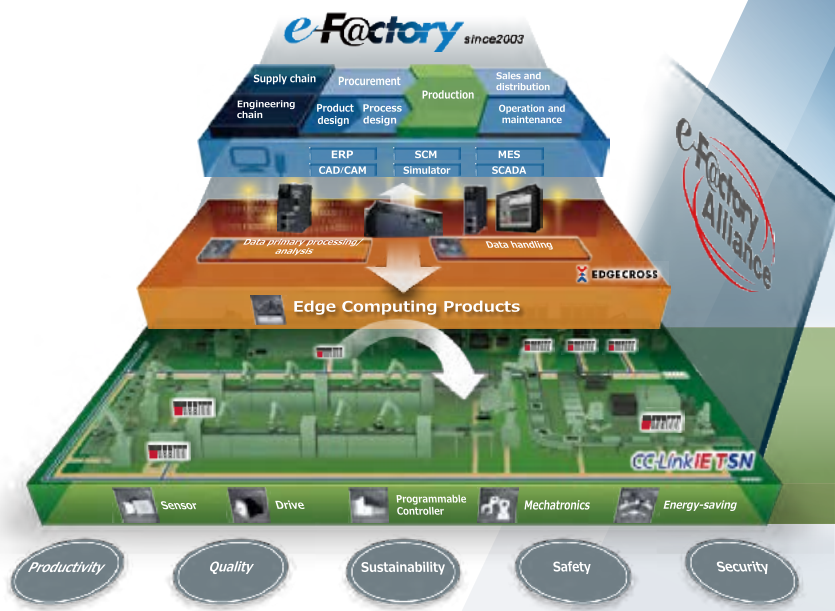 e-F@ctory since2003
Supply chain
Procurement
Production
Sales and
distribution
Engineering
chain
Product
design
Process
design
Operation and
maintenance
ERP
SCM
MES
CAD/CAM
Simulator
SCADA
Data primary processing/
analysis
Data handling
EDGECROSS
Edge Computing Products
e-F@ctory
Alliance
CC-Link IE TSN
Sensor
Drive
Programmable
Controller
Mechatronics
Energy-saving
Productivity
Quality
Sustainability
Safety
Security